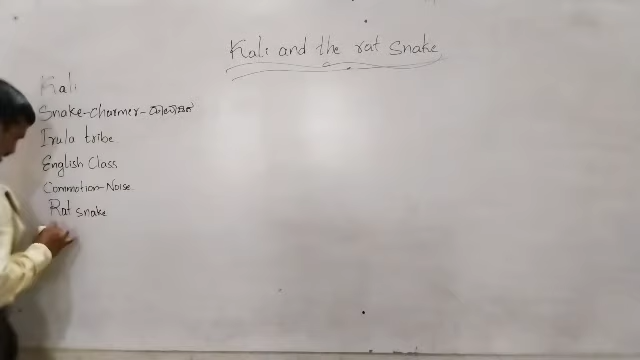 Kali and the rat snake
Kali
Snake-charmer-ಹಾವಾಡಿಗ
Irula tribe
English Class
Commotion-Noise
Rat snake